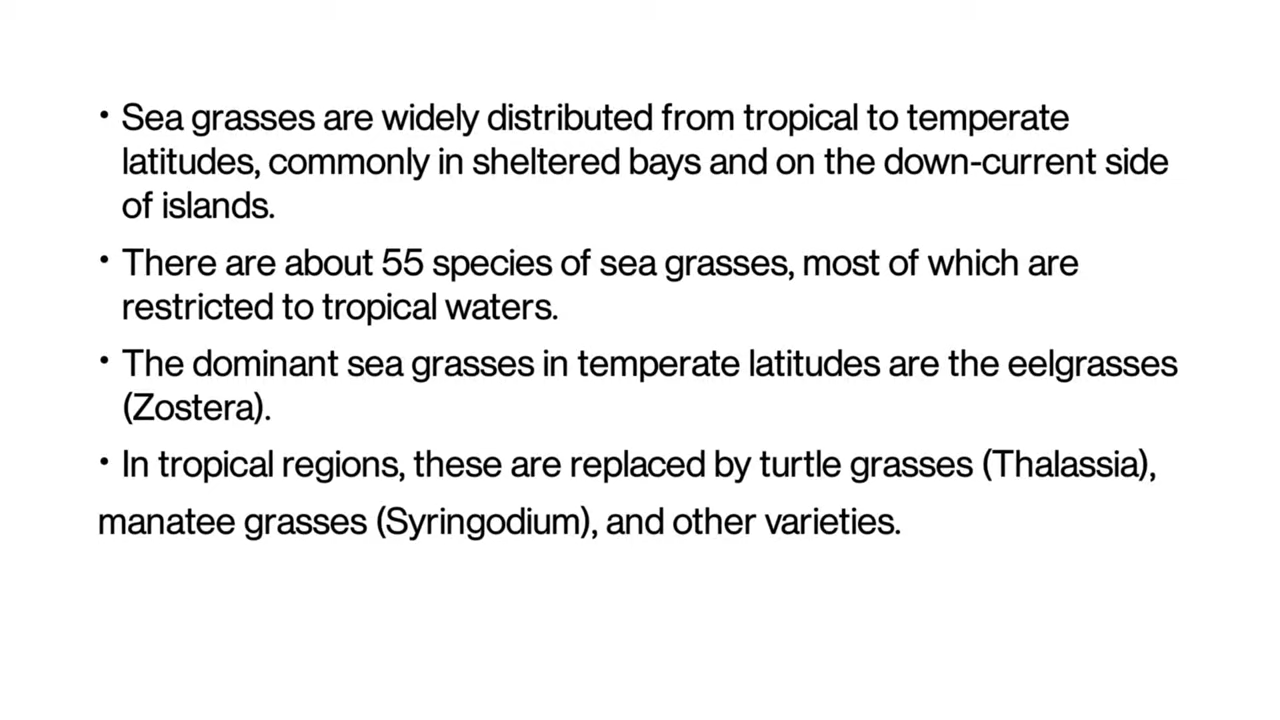 • Sea grasses are widely distributed from tropical to temperate
latitudes, commonly in sheltered bays and on the down-current side
of islands.
• There are about 55 species of sea grasses, most of which are
restricted to tropical waters.
• The dominant sea grasses in temperate latitudes are the eelgrasses
(Zostera).
• In tropical regions, these are replaced by turtle grasses (Thalassia),
manatee grasses (Syringodium), and other varieties.